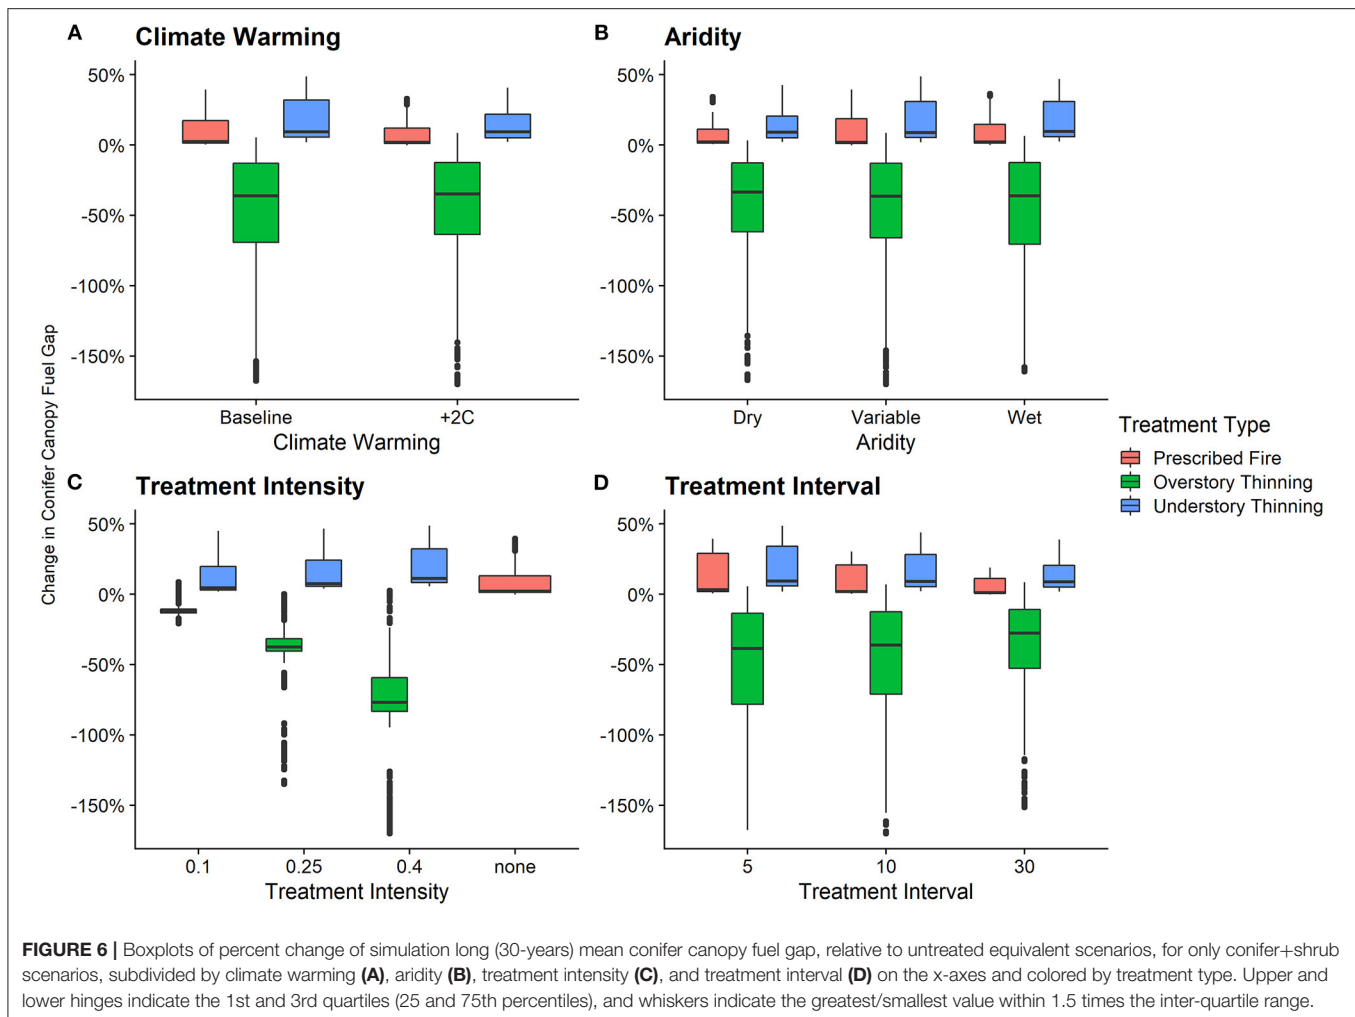 A Climate Warming
50%
0%
-50%
-100%
-150%
Baseline +2C
Climate Warming
B Aridity
50%
0%
-50%
-100%
-150%
Dry Variable Wet
Aridity
Change in Conifer Canopy Fuel Gap
C Treatment Intensity
50%
0%
-50%
-100%
-150%
0.1 0.25 0.4 none
Treatment Intensity
D Treatment Interval
50%
0%
-50%
-100%
-150%
5 10 30
Treatment Interval
Treatment Type
Prescribed Fire
Overstory Thinning
Understory Thinning
FIGURE 6 | Boxplots of percent change of simulation long (30-years) mean conifer canopy fuel gap, relative to untreated equivalent scenarios, for only conifer+shrub
scenarios, subdivided by climate warming (A), aridity (B), treatment intensity (C), and treatment interval (D) on the x-axes and colored by treatment type. Upper and
lower hinges indicate the 1st and 3rd quartiles (25 and 75th percentiles), and whiskers indicate the greatest/smallest value within 1.5 times the inter-quartile range.